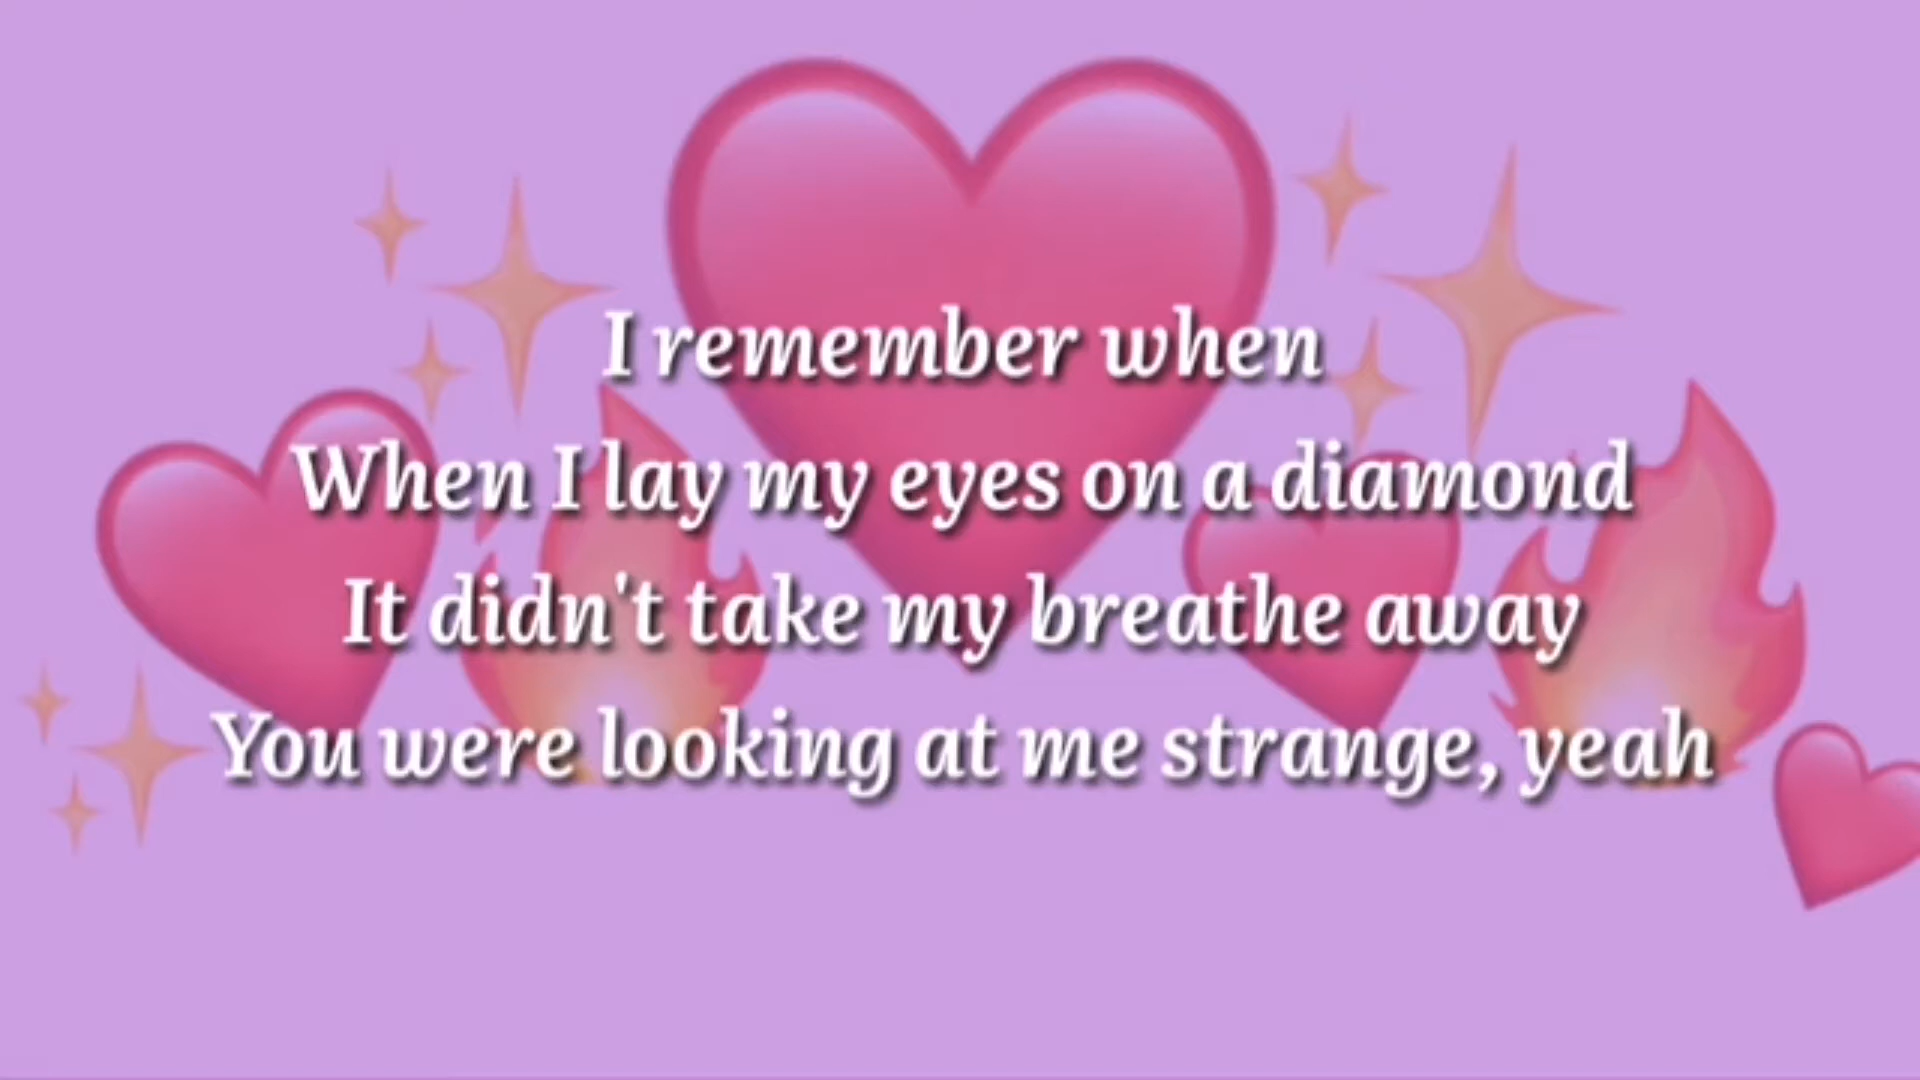 I remember when
When I lay my eyes on a diamond
It didn't take my breathe away
You were looking at me strange, yeah